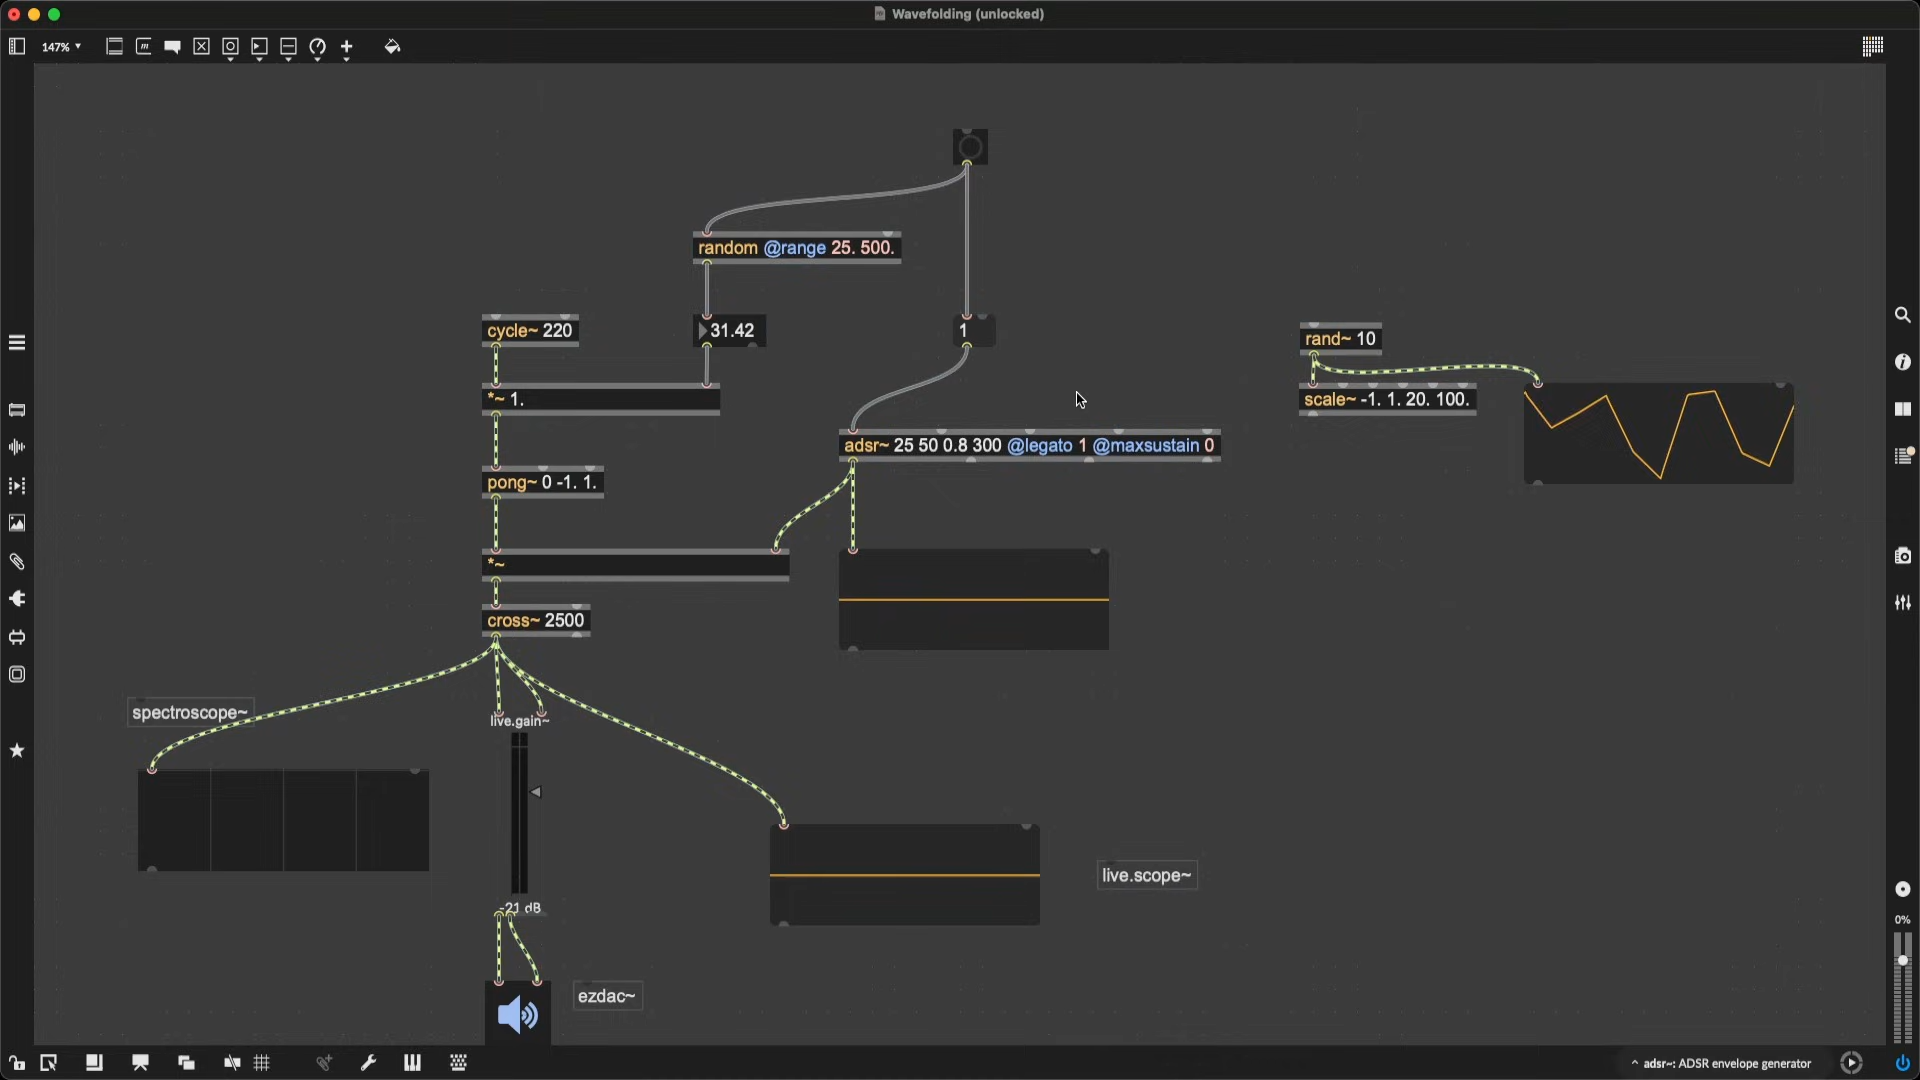 Wavefolding (unlocked)
147%
random @range 25. 500.
cycle~ 220
31.42
1
rand~ 10
*~ 1.
scale~ -1. 1. 20. 100.
adsr~ 25 50 0.8 300 @legato 1 @maxsustain 0
pong~ 0 -1. 1.
*~
cross~ 2500
spectroscope~
live.gain~
live.scope~
-21 dB
0%
ezdac~
adsr~: ADSR envelope generator